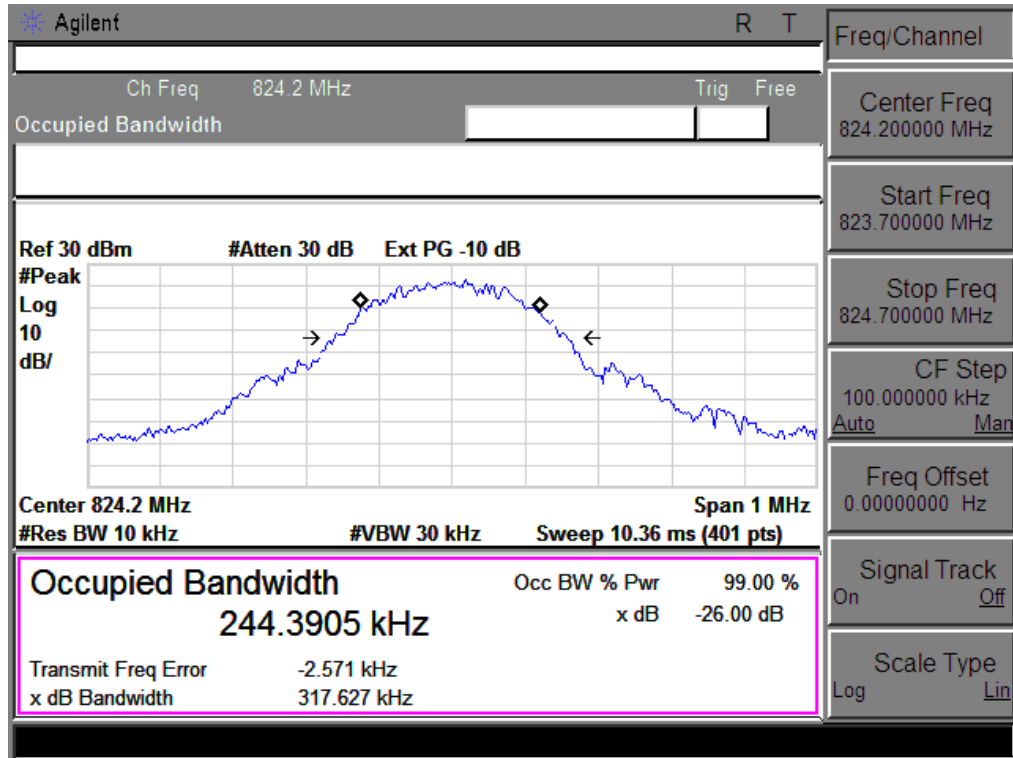 Agilent R T
Freq/Channel
Ch Freq 824.2 MHz Trig Free
Occupied Bandwidth
Center Freq
824.200000 MHz
Start Freq
823.700000 MHz
Stop Freq
824.700000 MHz
CF Step
100.000000 kHz
Auto Man
Freq Offset
0.00000000 Hz
Signal Track
On Off
Scale Type
Log Lin
Ref 30 dBm #Atten 30 dB Ext PG -10 dB
#Peak
Log
10
dB/
Center 824.2 MHz Span 1 MHz
#Res BW 10 kHz #VBW 30 kHz Sweep 10.36 ms (401 pts)
Occupied Bandwidth Occ BW % Pwr 99.00 %
244.3905 kHz x dB -26.00 dB
Transmit Freq Error -2.571 kHz
x dB Bandwidth 317.627 kHz